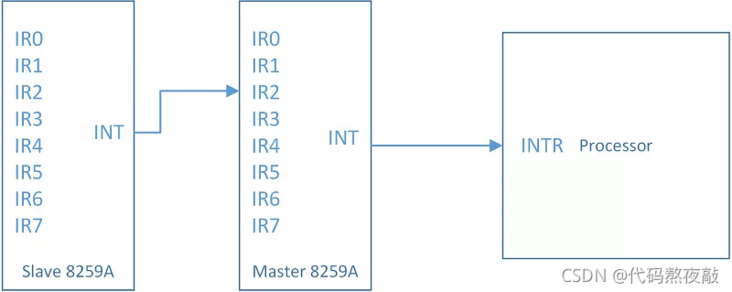 IR0
IR1
IR2
IR3
IR4
IR5
IR6
IR7
INT
Slave 8259A
IR0
IR1
IR2
IR3
IR4
IR5
IR6
IR7
INT
Master 8259A
INTR Processor
CSDN @代码熬夜敲